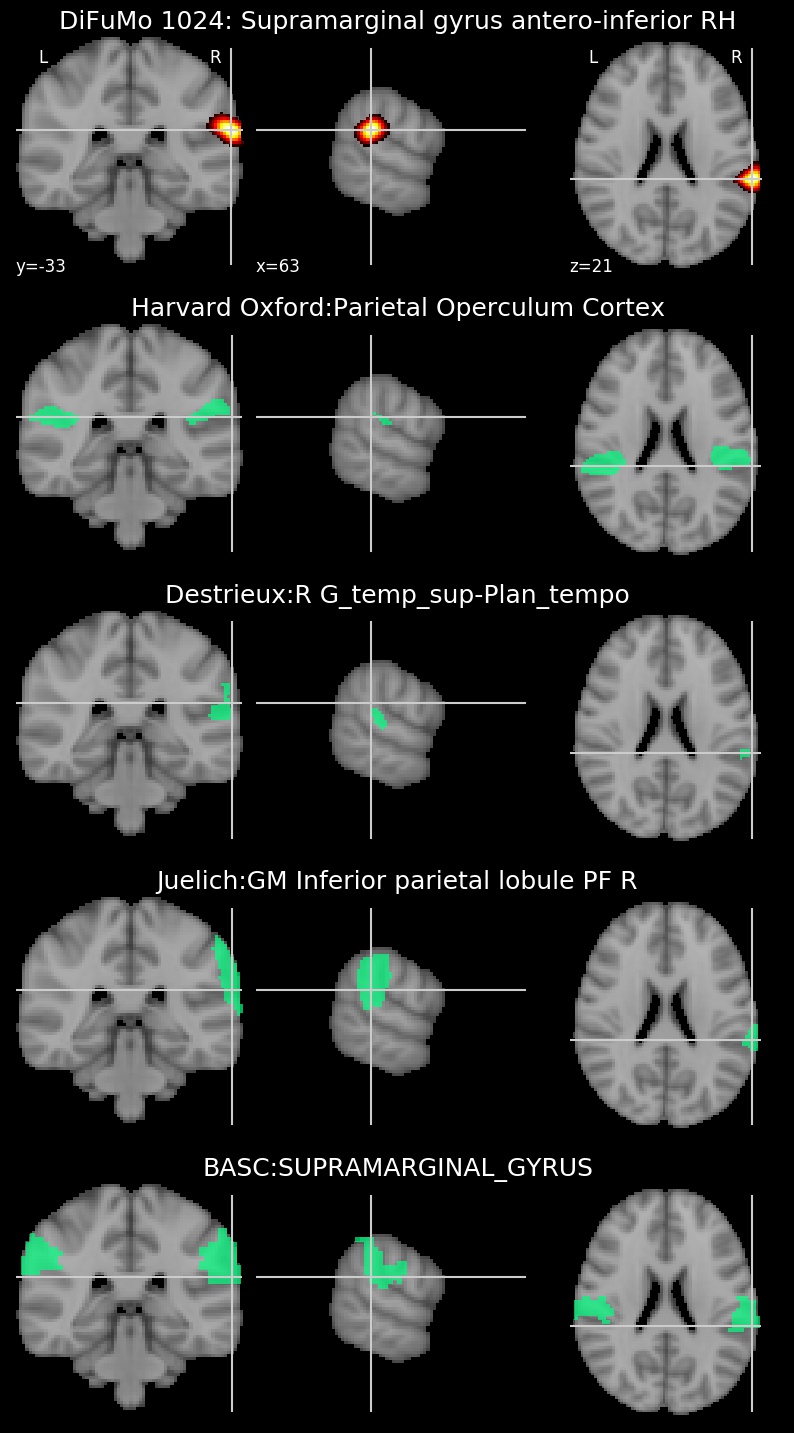 DiFuMo 1024: Supramarginal gyrus antero-inferior RH
L R L R
y=-33 x=63 z=21
Harvard Oxford:Parietal Operculum Cortex
Destrieux:R G_temp_sup-Plan_tempo
Juelich:GM Inferior parietal lobule PF R
BASC:SUPRAMARGINAL_GYRUS